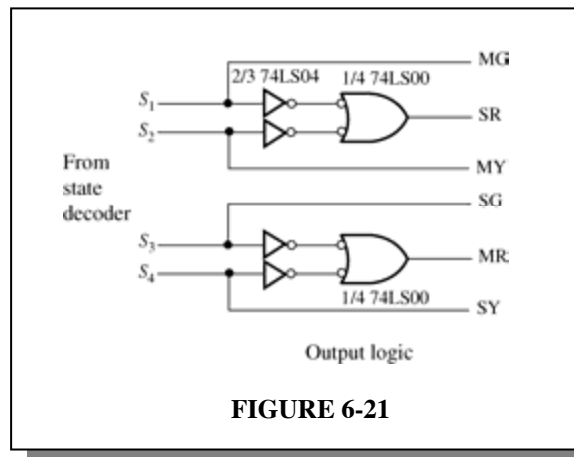 MG
2/3 74LS04 1/4 74LS00
S1
SR
S2
MY
From
state
decoder
SG
S3
MR
S4
1/4 74LS00
SY
Output logic
FIGURE 6-21